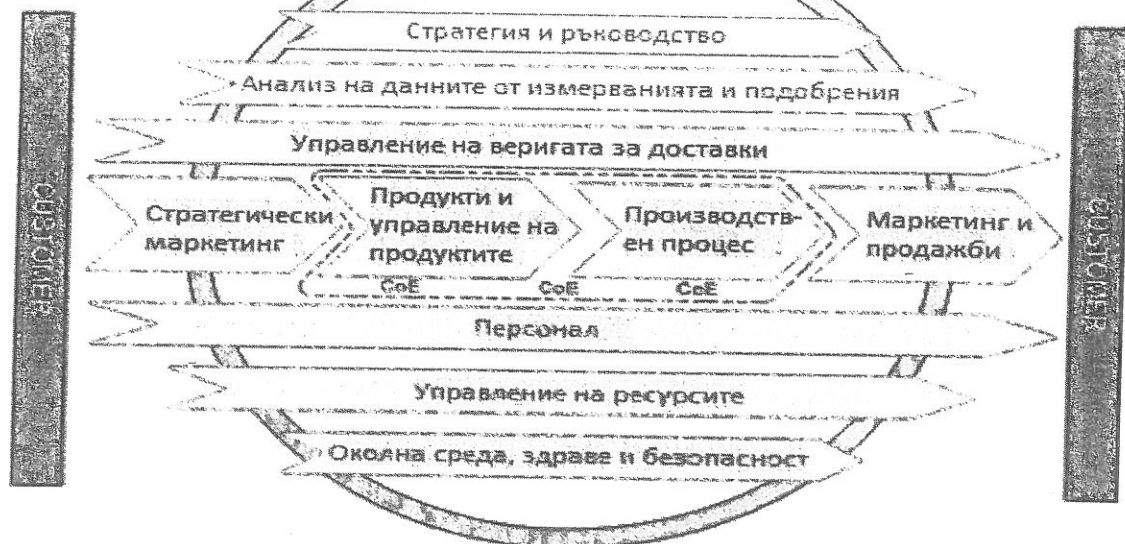 Стратегия и ръководство
Анализ на данните от измерванията и подобрения
Управление на веригата за доставки
CUSTOMER
Стратегически
маркетинг
Продукти и
управление на
продуктите
Производств-
ен процес
Маркетинг и
продажби
CUSTOMER
CoE CoE CoE
Персонал
Управление на ресурсите
Околна среда, здраве и безопасност